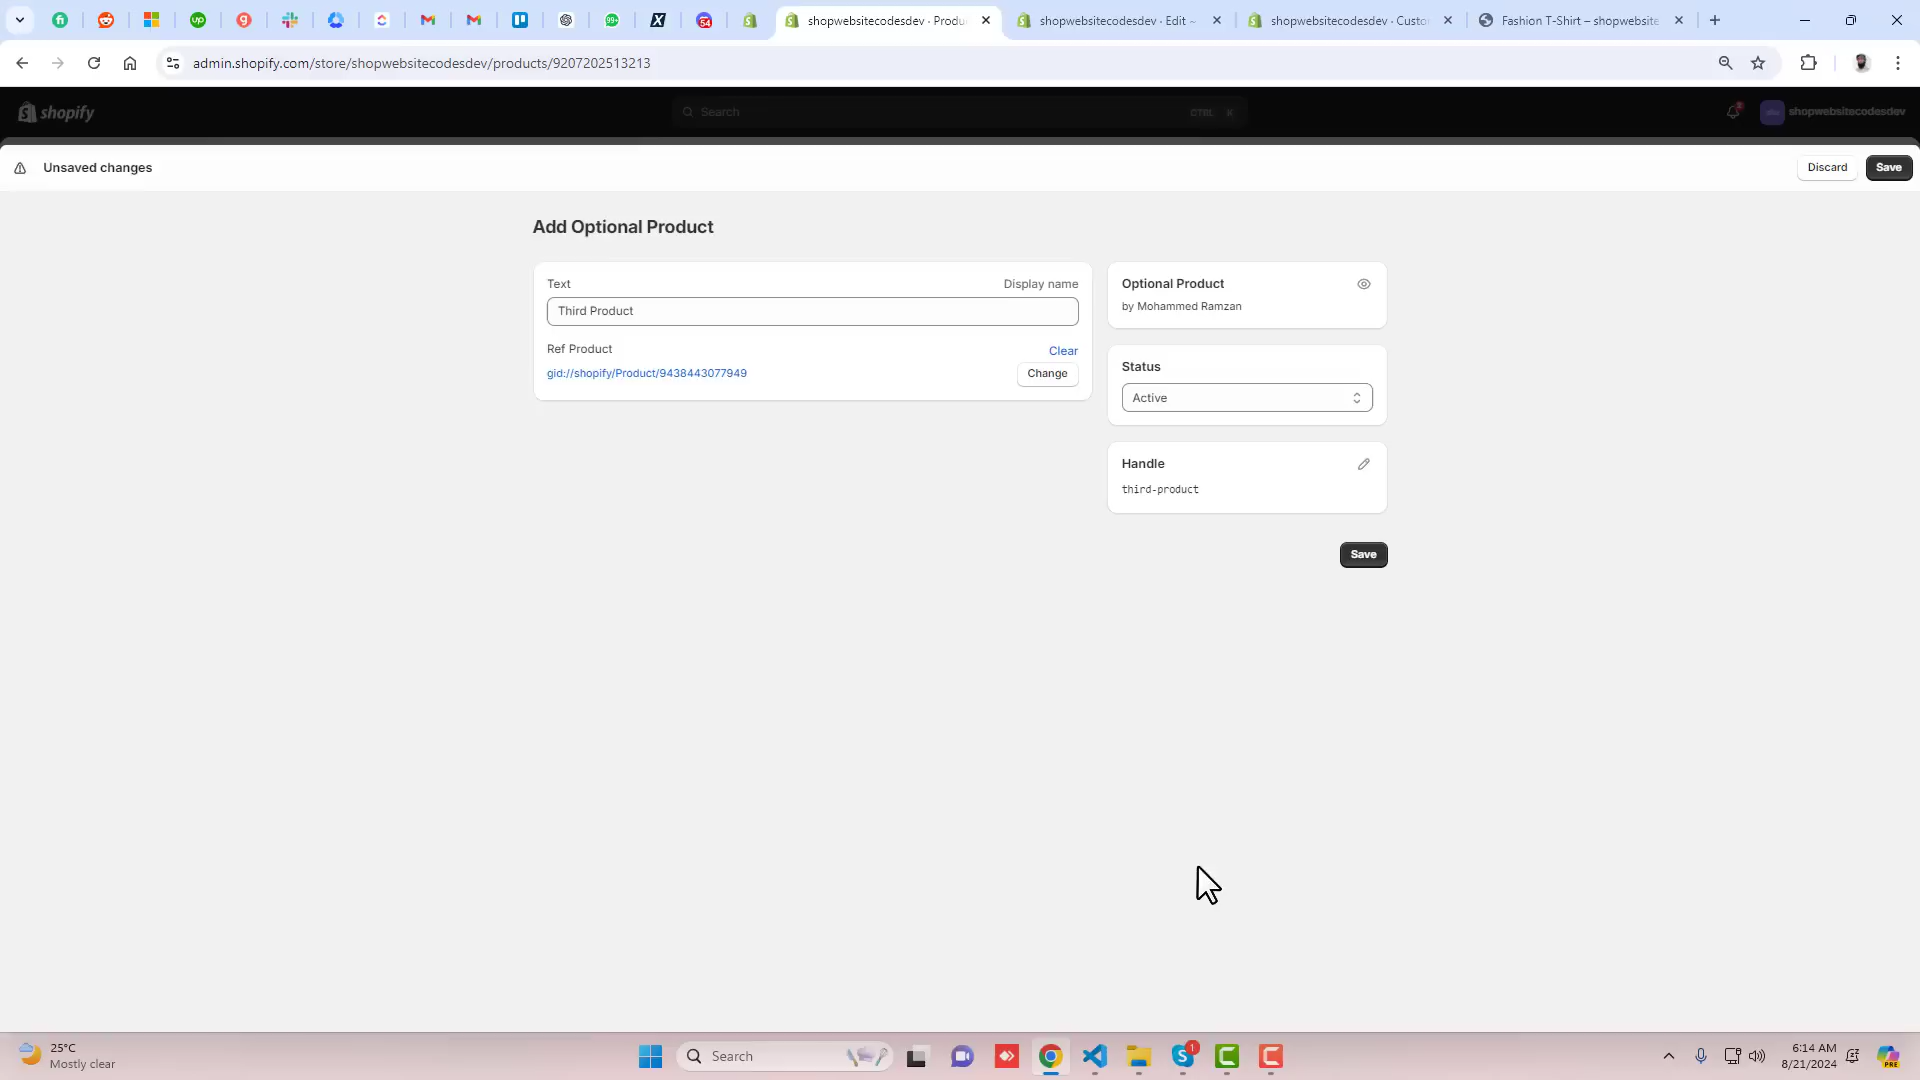 shopwebsitecodesdev · Produ
shopwebsitecodesdev · Edit ~
shopwebsitecodesdev · Custo
Fashion T-Shirt – shopwebsite
admin.shopify.com/store/shopwebsitecodesdev/products/9207202513213
shopify
Search
CTRL K
2
shopwebsitecodesdev
Unsaved changes
Discard
Save
Add Optional Product
Text
Display name
Third Product
Ref Product
Clear
gid://shopify/Product/9438443077949
Change
Optional Product
by Mohammed Ramzan
Status
Active
Handle
third-product
Save
25°C
Mostly clear
Search
1
6:14 AM
8/21/2024
PRE